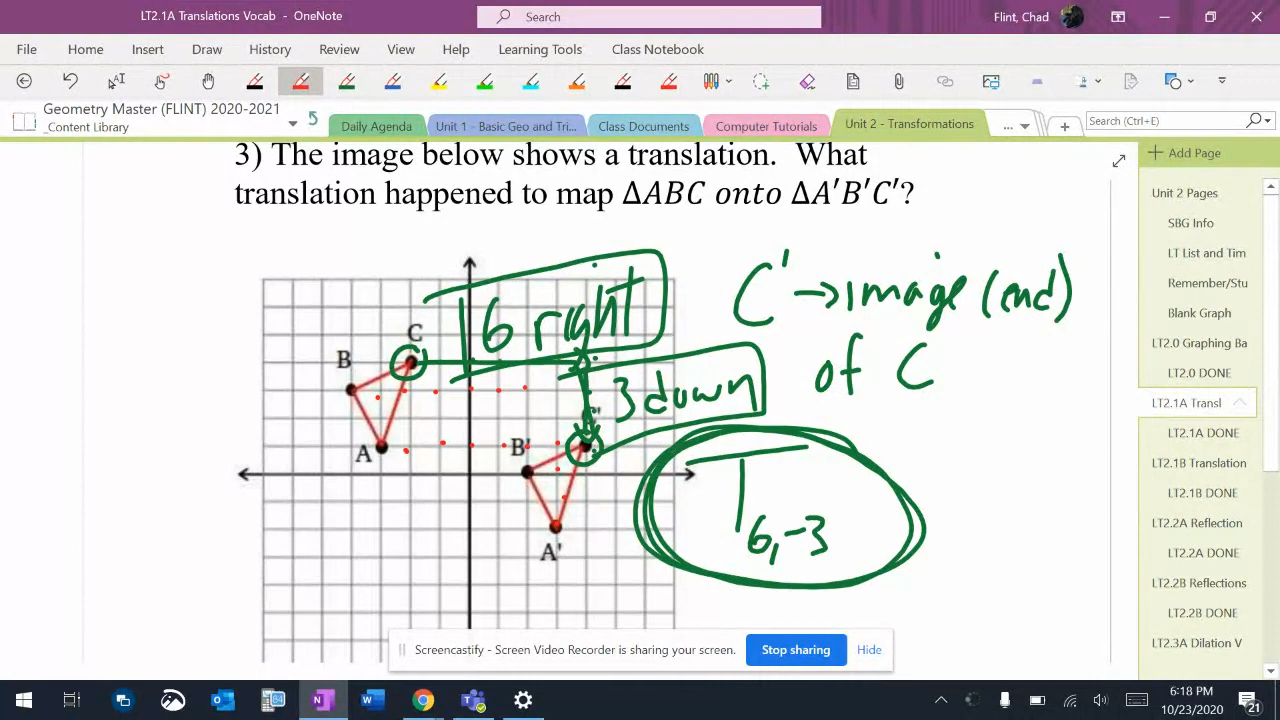 LT2.1A Translations Vocab - OneNote
Search
Flint, Chad
File Home Insert Draw History Review View Help Learning Tools Class Notebook
Geometry Master (FLINT) 2020-2021
_Content Library
Daily Agenda
Unit 1 - Basic Geo and Tri...
Class Documents
Computer Tutorials
Unit 2 - Transformations
...
Search (Ctrl+E)
3) The image below shows a translation. What
translation happened to map ΔABC onto ΔA′B′C′?
6 right
C' → image (end)
of C
3 down
T 6, -3
C
B
A
C'
B'
A'
Add Page
Unit 2 Pages
SBG Info
LT List and Tim
Remember/Stu
Blank Graph
LT2.0 Graphing Ba
LT2.0 DONE
LT2.1A Transl
LT2.1A DONE
LT2.1B Translation
LT2.1B DONE
LT2.2A Reflection
LT2.2A DONE
LT2.2B Reflections
LT2.2B DONE
LT2.3A Dilation V
Screencastify - Screen Video Recorder is sharing your screen.
Stop sharing
Hide
6:18 PM
10/23/2020
21